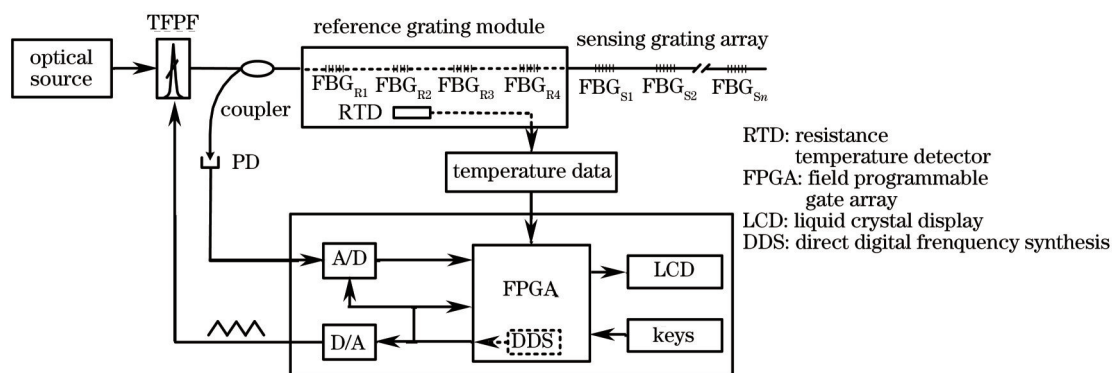 TFPF
optical
source
reference grating module
sensing grating array
FBG_R1
FBG_R2
FBG_R3
FBG_R4
FBG_S1
FBG_S2
FBG_Sn
coupler
RTD
PD
temperature data
RTD: resistance
temperature detector
FPGA: field programmable
gate array
LCD: liquid crystal display
DDS: direct digital frenquency synthesis
A/D
FPGA
LCD
D/A
DDS
keys